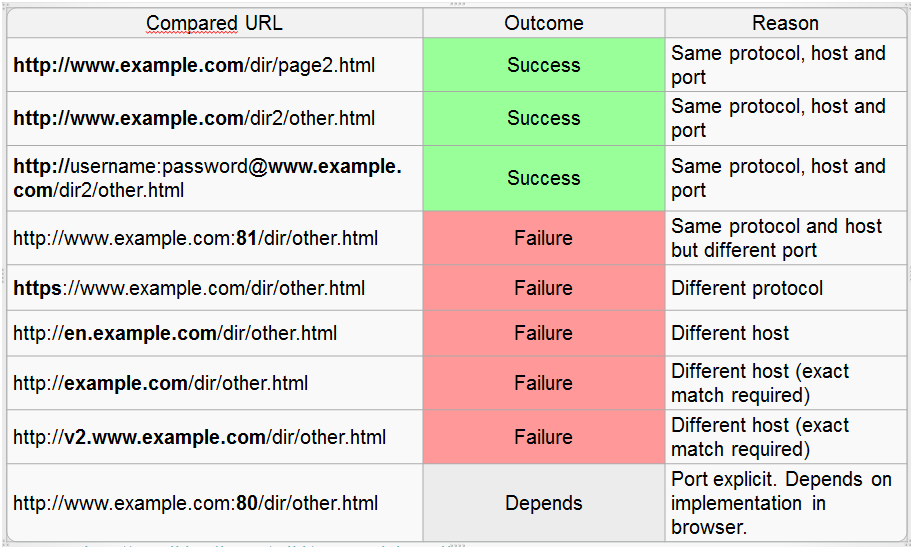 Compared URL Outcome Reason
http://www.example.com/dir/page2.html Success Same protocol, host and
port
http://www.example.com/dir2/other.html Success Same protocol, host and
port
http://username:password@www.example.
com/dir2/other.html Success Same protocol, host and
port
http://www.example.com:81/dir/other.html Failure Same protocol and host
but different port
https://www.example.com/dir/other.html Failure Different protocol
http://en.example.com/dir/other.html Failure Different host
http://example.com/dir/other.html Failure Different host (exact
match required)
http://v2.www.example.com/dir/other.html Failure Different host (exact
match required)
http://www.example.com:80/dir/other.html Depends Port explicit. Depends on
implementation in
browser.